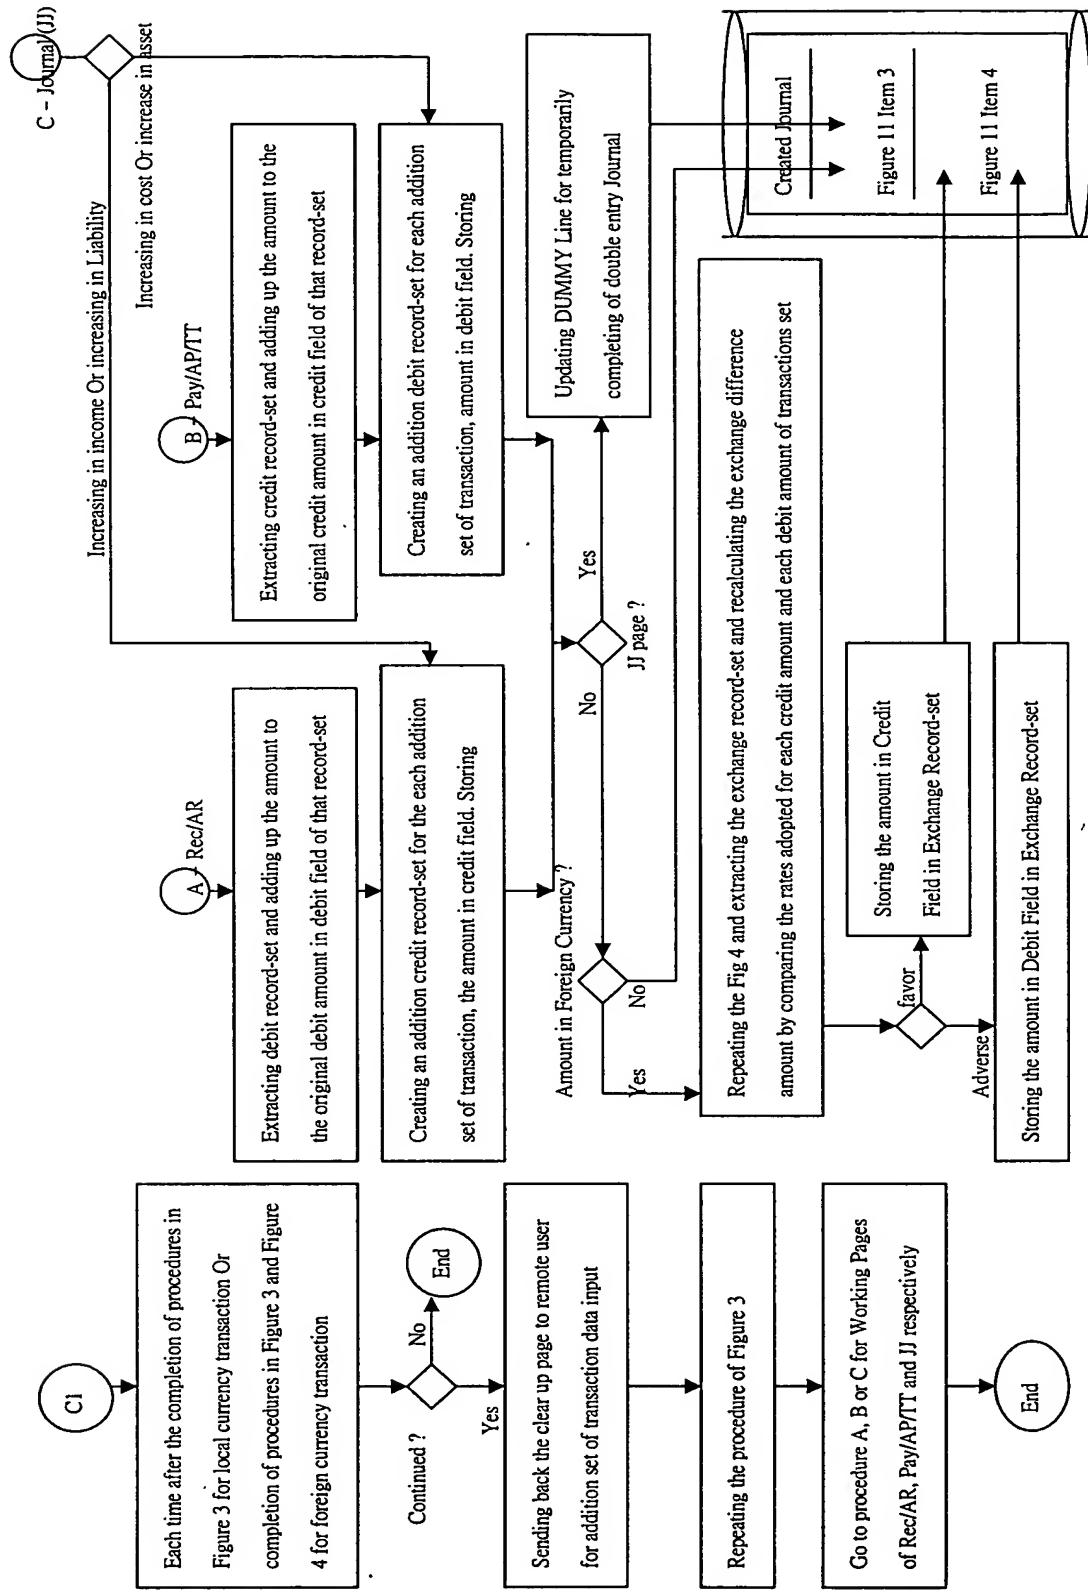 C1
Each time after the completion of procedures in
Figure 3 for local currency transaction Or
completion of procedures in Figure 3 and Figure
4 for foreign currency transaction
Continued ?
No
End
Yes
Sending back the clear up page to remote user
for addition set of transaction data input
Repeating the procedure of Figure 3
Go to procedure A, B or C for Working Pages
of Rec/AR, Pay/AP/TT and JJ respectively
End
A – Rec/AR
Extracting debit record-set and adding up the amount to
the original debit amount in debit field of that record-set
Creating an addition credit record-set for the each addition
set of transaction, the amount in credit field. Storing
B – Pay/AP/TT
Extracting credit record-set and adding up the amount to the
original credit amount in credit field of that record-set
Creating an addition debit record-set for each addition
set of transaction, amount in debit field. Storing
C – Journal (JJ)
Increasing in income Or increasing in Liability
Increasing in cost Or increase in asset
JJ page ?
No
Yes
Updating DUMMY Line for temporarily
completing of double entry Journal
Amount in Foreign Currency ?
No
Yes
Repeating the Fig 4 and extracting the exchange record-set and recalculating the exchange difference
amount by comparing the rates adopted for each credit amount and each debit amount of transactions set
favor
Adverse
Storing the amount in Credit
Field in Exchange Record-set
Storing the amount in Debit Field in Exchange Record-set
Created Journal
Figure 11 Item 3
Figure 11 Item 4